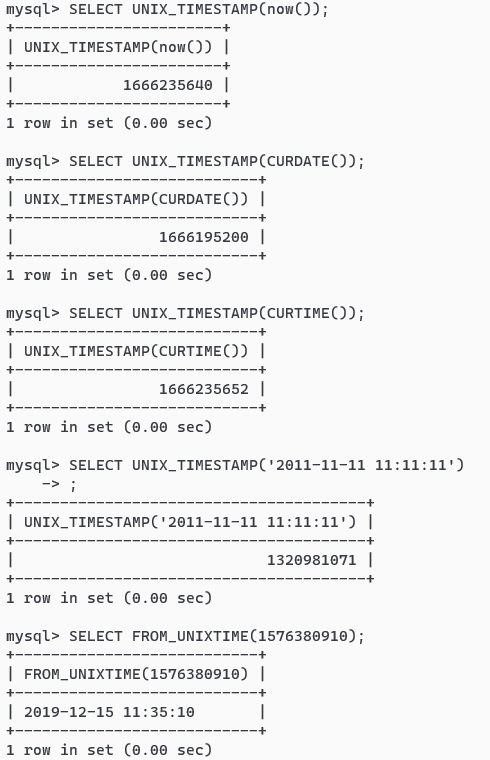 mysql> SELECT UNIX_TIMESTAMP(now());
+-----------------------+
| UNIX_TIMESTAMP(now()) |
+-----------------------+
|            1666235640 |
+-----------------------+
1 row in set (0.00 sec)

mysql> SELECT UNIX_TIMESTAMP(CURDATE());
+---------------------------+
| UNIX_TIMESTAMP(CURDATE()) |
+---------------------------+
|                1666195200 |
+---------------------------+
1 row in set (0.00 sec)

mysql> SELECT UNIX_TIMESTAMP(CURTIME());
+---------------------------+
| UNIX_TIMESTAMP(CURTIME()) |
+---------------------------+
|                1666235652 |
+---------------------------+
1 row in set (0.00 sec)

mysql> SELECT UNIX_TIMESTAMP('2011-11-11 11:11:11')
    -> ;
+---------------------------------------+
| UNIX_TIMESTAMP('2011-11-11 11:11:11') |
+---------------------------------------+
|                            1320981071 |
+---------------------------------------+
1 row in set (0.00 sec)

mysql> SELECT FROM_UNIXTIME(1576380910);
+---------------------------+
| FROM_UNIXTIME(1576380910) |
+---------------------------+
| 2019-12-15 11:35:10       |
+---------------------------+
1 row in set (0.00 sec)